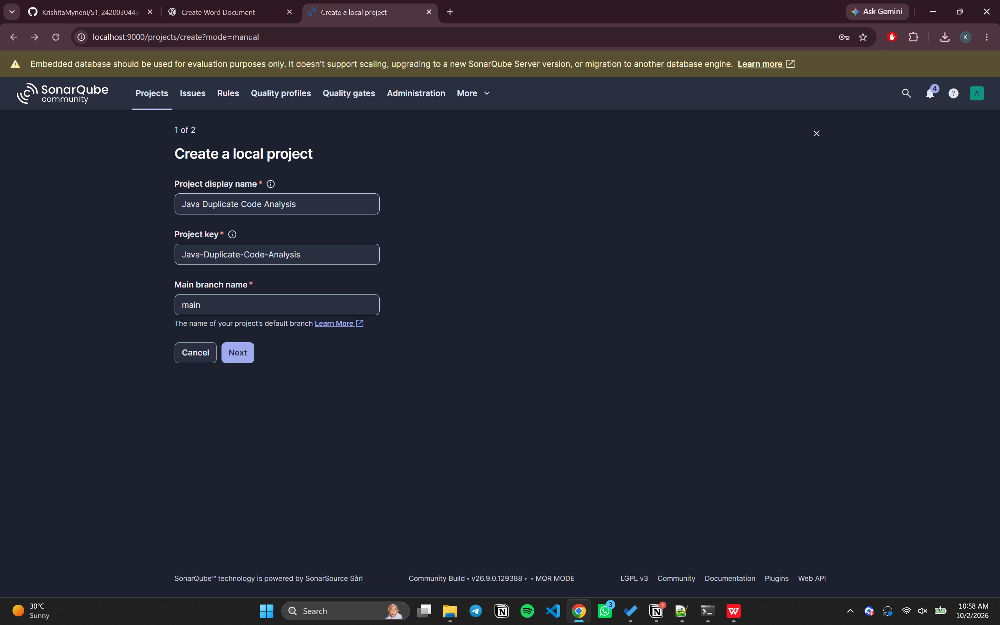 KrishitaMyneni/S1_2420030443
Create Word Document
Create a local project
Ask Gemini
localhost:9000/projects/create?mode=manual
K
Embedded database should be used for evaluation purposes only. It doesn't support scaling, upgrading to a new SonarQube Server version, or migration to another database engine. Learn more
SonarQube
community
Projects
Issues
Rules
Quality profiles
Quality gates
Administration
More
4
?
A
1 of 2
Create a local project
Project display name*
Java Duplicate Code Analysis
Project key*
Java-Duplicate-Code-Analysis
Main branch name*
main
The name of your project's default branch Learn More
Cancel
Next
SonarQube™ technology is powered by SonarSource Sàrl
Community Build • v26.9.0.129388 • • MQR MODE
LGPL v3
Community
Documentation
Plugins
Web API
30°C
Sunny
Search
3
1
10:58 AM
10/2/2026